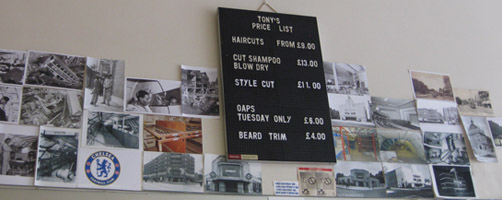 TONY'S
PRICE LIST
HAIRCUTS FROM £9.00
CUT SHAMPOO
BLOW DRY £13.00
STYLE CUT £11.00
OAPS
TUESDAY ONLY £6.00
BEARD TRIM £4.00
CHELSEA